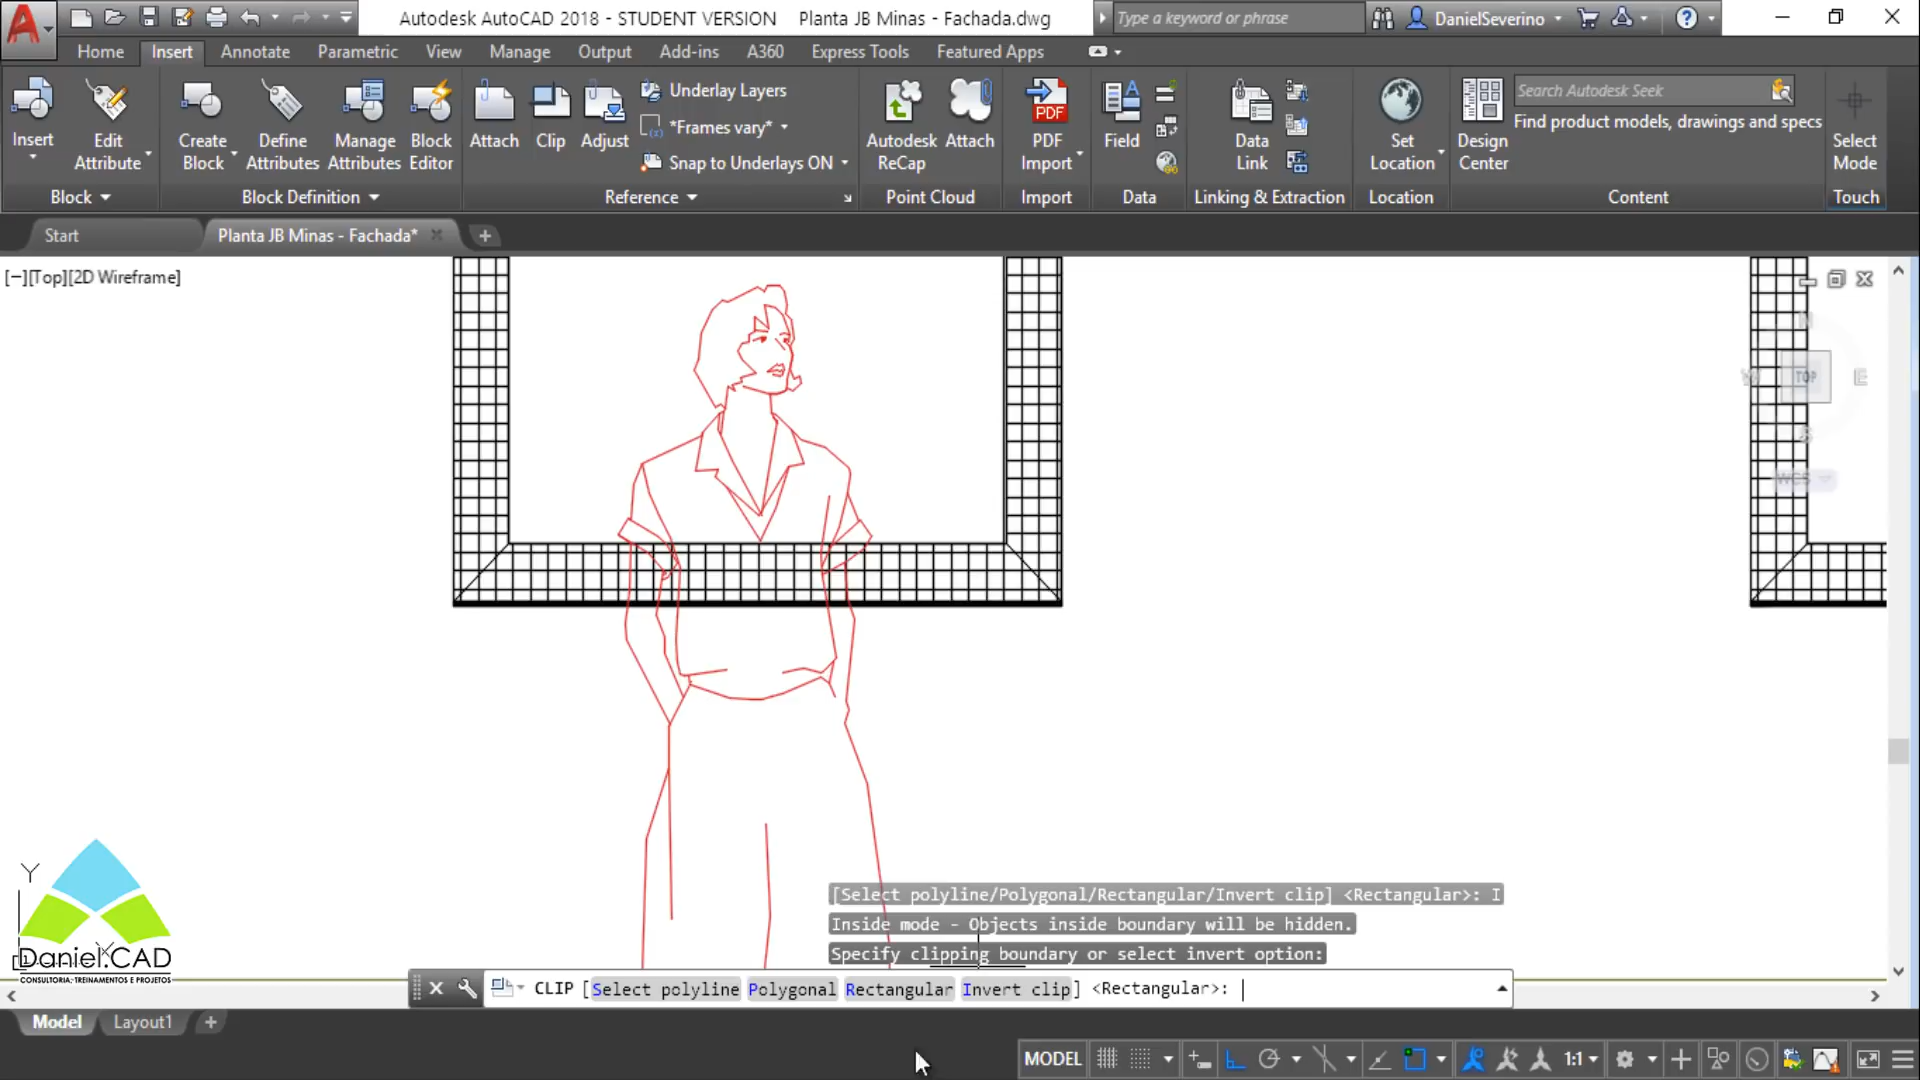 Autodesk AutoCAD 2018 - STUDENT VERSION Planta JB Minas - Fachada.dwg
Type a keyword or phrase
DanielSeverino
Home Insert Annotate Parametric View Manage Output Add-ins A360 Express Tools Featured Apps
Insert
Edit Attribute
Create Block
Define Attributes
Manage Attributes
Block Editor
Attach
Clip
Adjust
Underlay Layers
*Frames vary*
Snap to Underlays ON
Autodesk ReCap
Attach
PDF
PDF Import
Field
Data Link
Set Location
Design Center
Search Autodesk Seek
Find product models, drawings and specs
Select Mode
Block Block Definition Reference Point Cloud Import Data Linking & Extraction Location Content Touch
Start Planta JB Minas - Fachada*
[−][Top][2D Wireframe]
N
W TOP E
S
WCS
Y
X
Daniel.CAD
CONSULTORIA, TREINAMENTOS E PROJETOS
[Select polyline/Polygonal/Rectangular/Invert clip] <Rectangular>: I
Inside mode - Objects inside boundary will be hidden.
Specify clipping boundary or select invert option:
CLIP [Select polyline Polygonal Rectangular Invert clip] <Rectangular>:
Model Layout1
MODEL 1:1